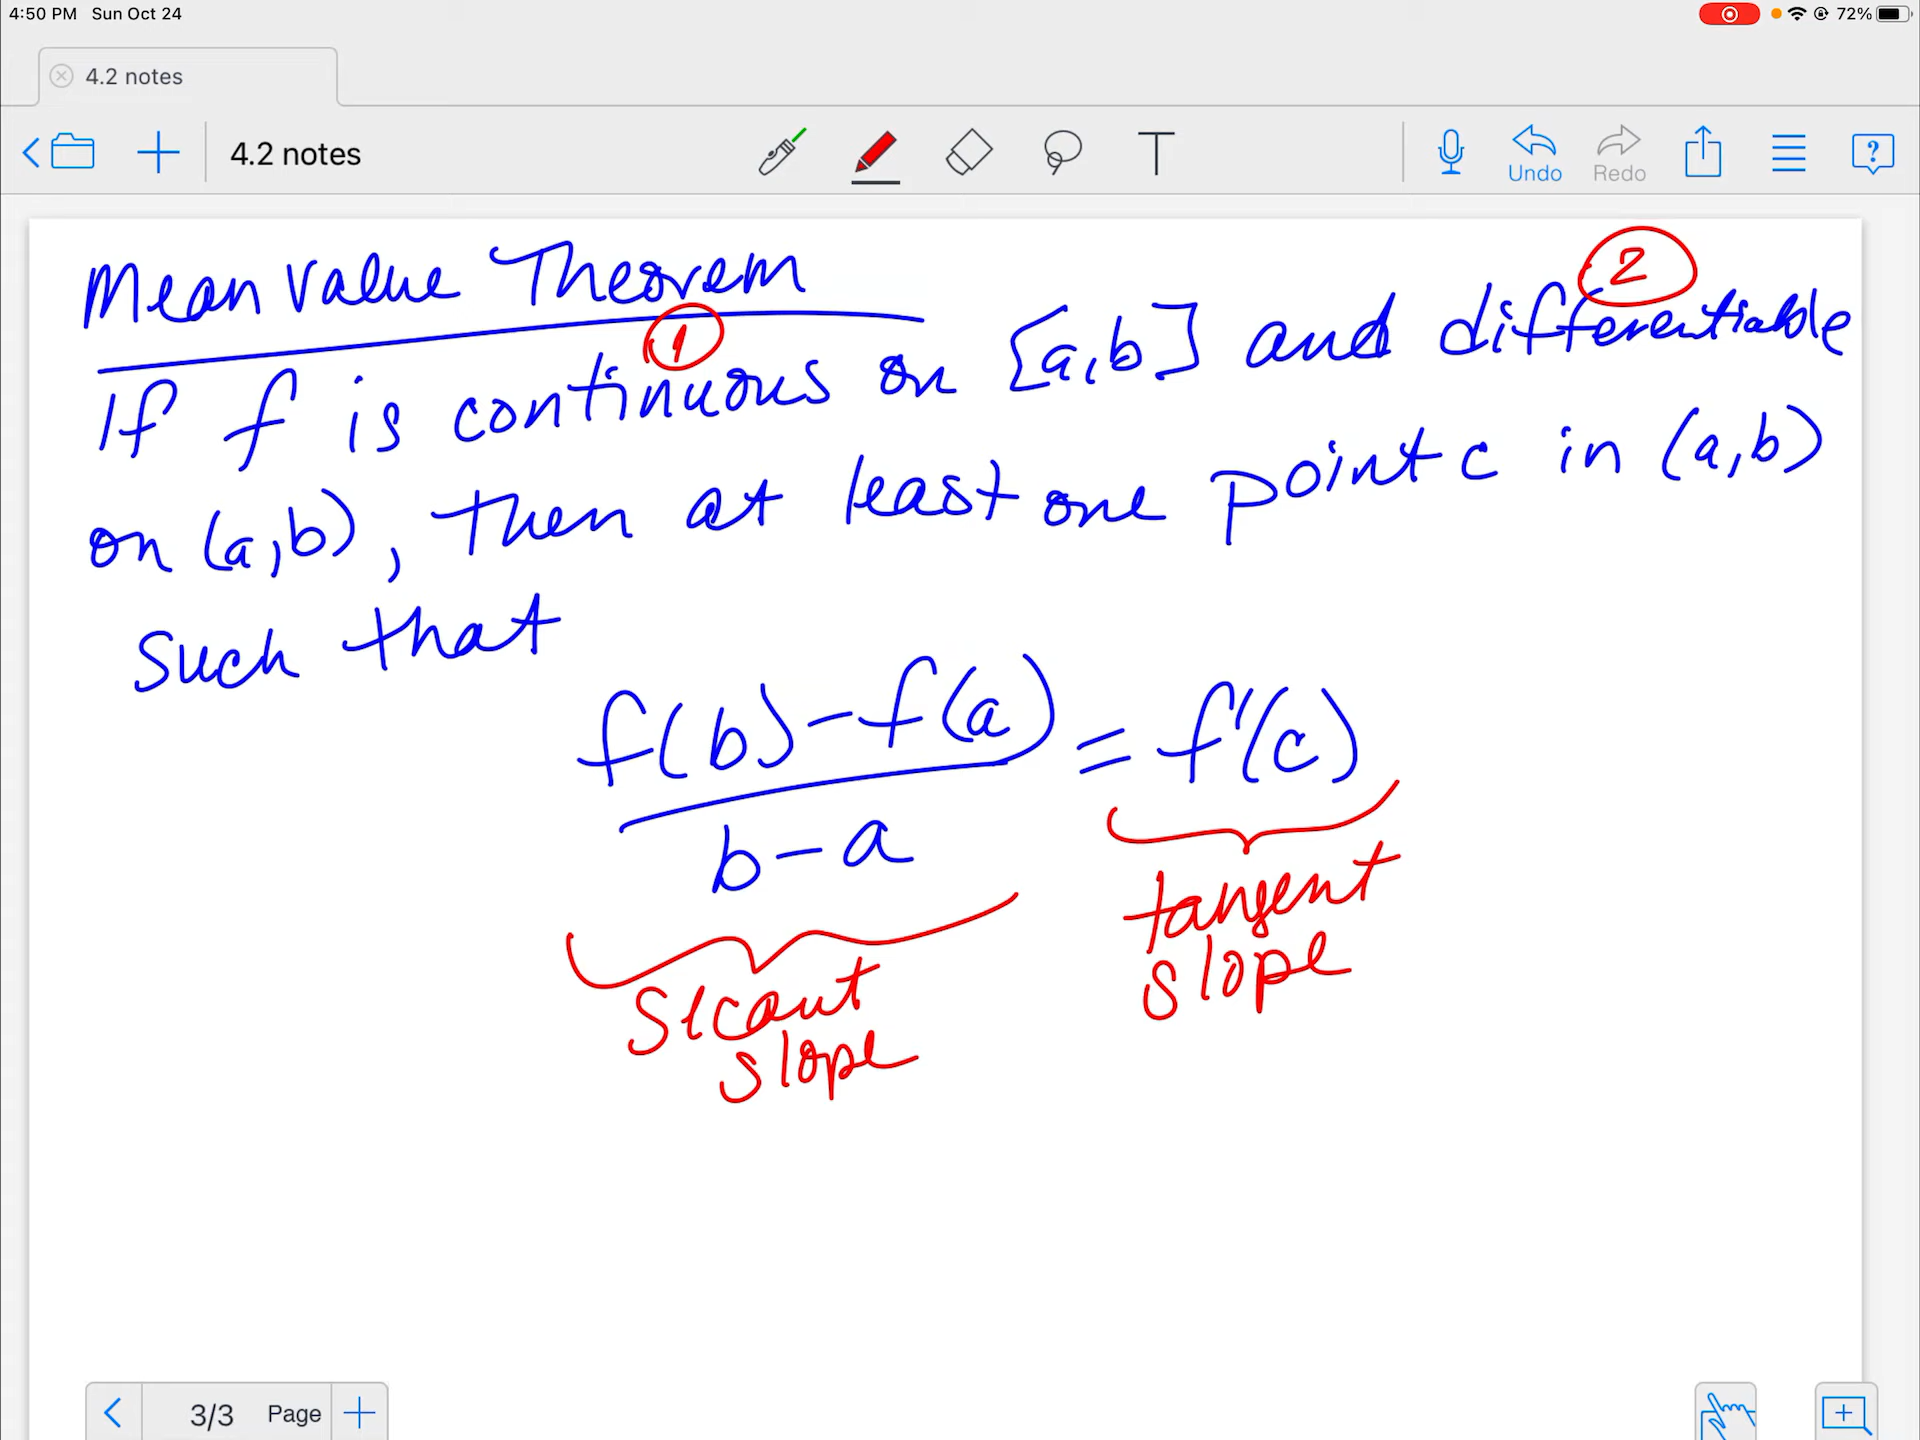 4:50 PM Sun Oct 24
72%
4.2 notes
4.2 notes
T
Undo
Redo
?
Mean Value Theorem
1
2
If f is continuous on [a,b] and differentiable
on (a,b), then at least one point c in (a,b)
such that
f(b)-f(a)
= f'(c)
b-a
tangent
slope
Secant
slope
3/3 Page